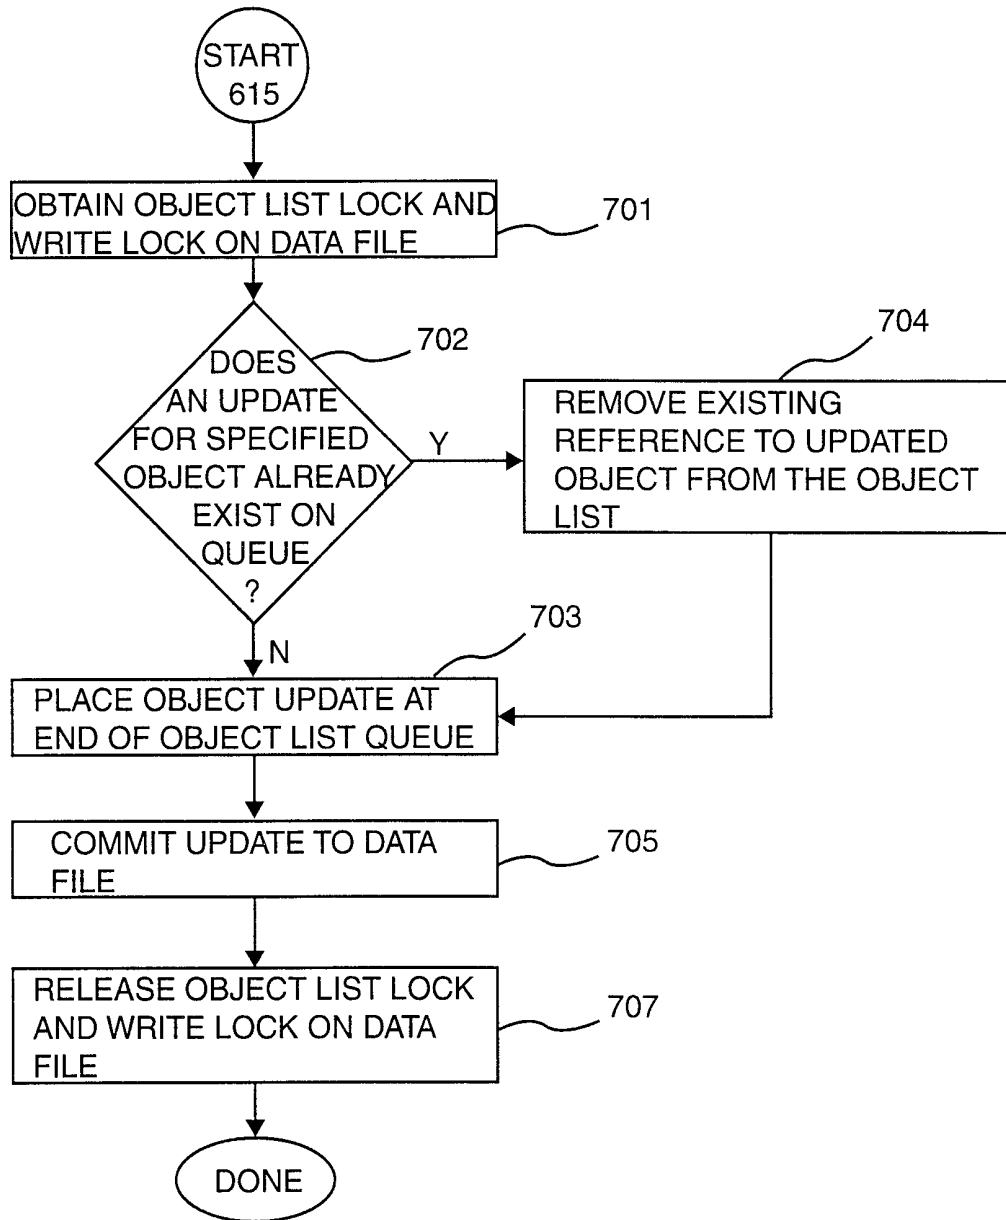 START
615
OBTAIN OBJECT LIST LOCK AND
WRITE LOCK ON DATA FILE
701
DOES
AN UPDATE
FOR SPECIFIED
OBJECT ALREADY
EXIST ON
QUEUE
?
702
Y
704
REMOVE EXISTING
REFERENCE TO UPDATED
OBJECT FROM THE OBJECT
LIST
N
703
PLACE OBJECT UPDATE AT
END OF OBJECT LIST QUEUE
COMMIT UPDATE TO DATA
FILE
705
RELEASE OBJECT LIST LOCK
AND WRITE LOCK ON DATA
FILE
707
DONE